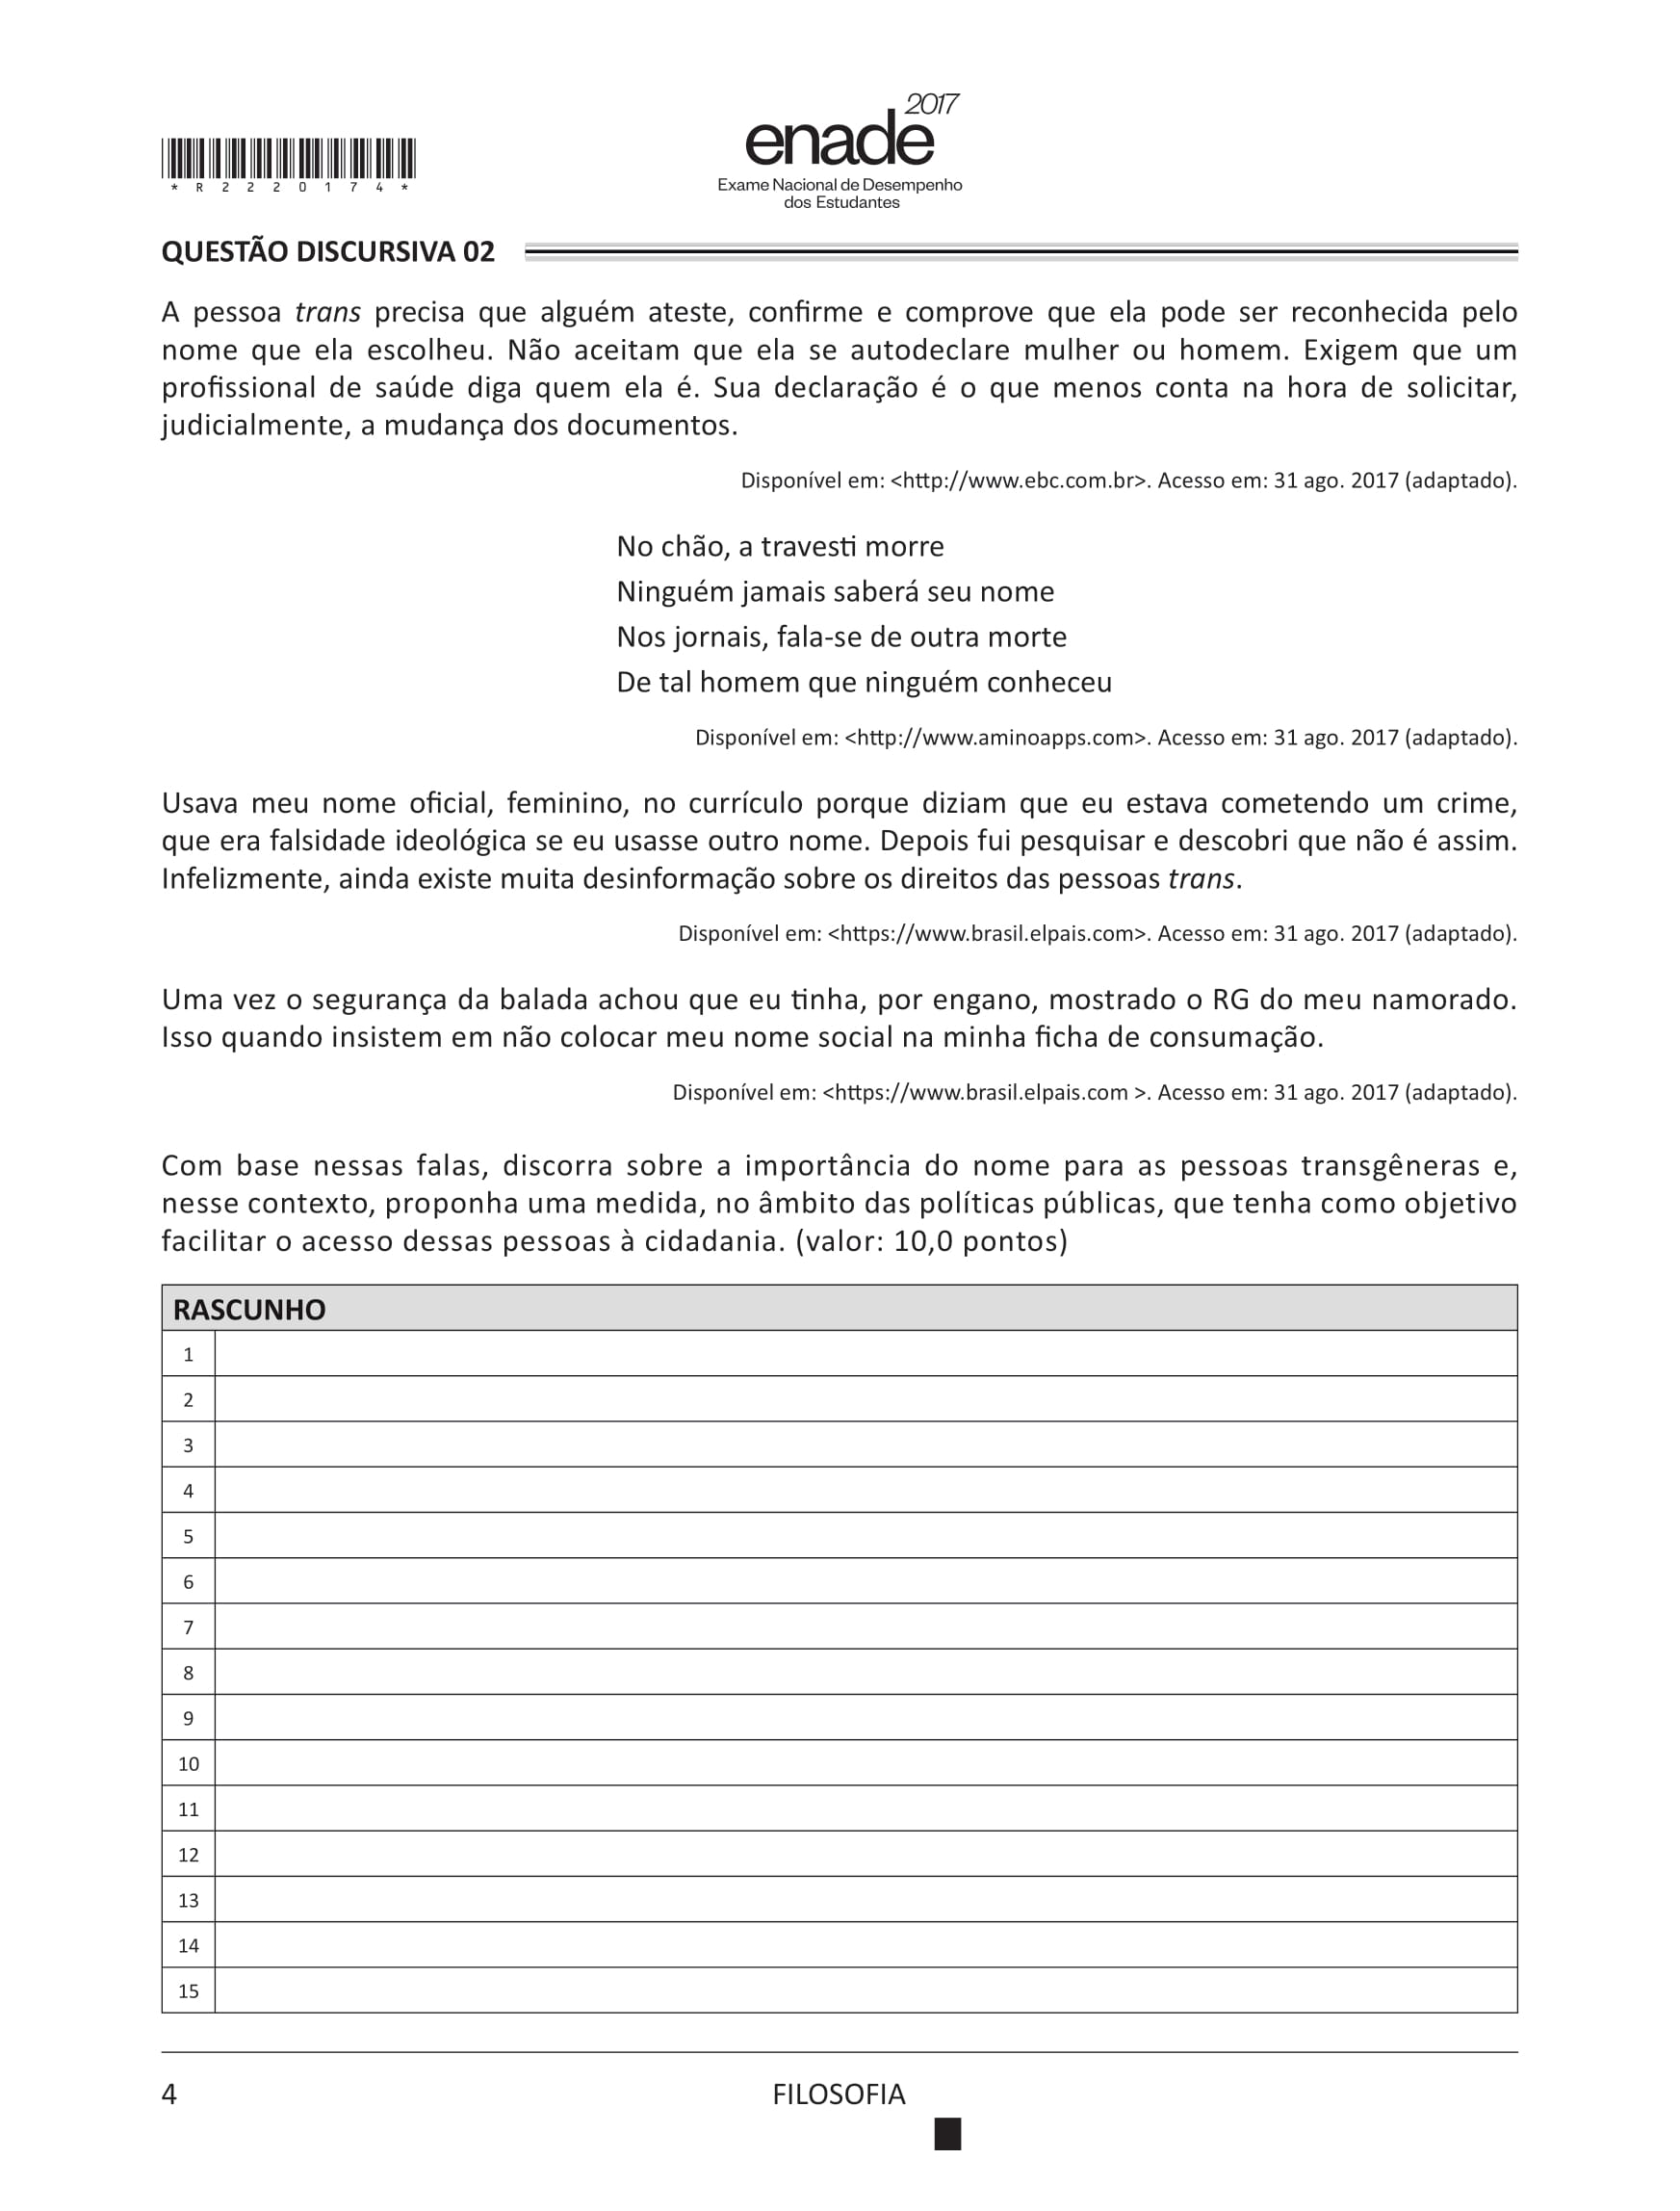 2017
enade
Exame Nacional de Desempenho
dos Estudantes
*R2220174*
QUESTÃO DISCURSIVA 02
A pessoa trans precisa que alguém ateste, confirme e comprove que ela pode ser reconhecida pelo
nome que ela escolheu. Não aceitam que ela se autodeclare mulher ou homem. Exigem que um
profissional de saúde diga quem ela é. Sua declaração é o que menos conta na hora de solicitar,
judicialmente, a mudança dos documentos.
Disponível em: <http://www.ebc.com.br>. Acesso em: 31 ago. 2017 (adaptado).
No chão, a travesti morre
Ninguém jamais saberá seu nome
Nos jornais, fala-se de outra morte
De tal homem que ninguém conheceu
Disponível em: <http://www.aminoapps.com>. Acesso em: 31 ago. 2017 (adaptado).
Usava meu nome oficial, feminino, no currículo porque diziam que eu estava cometendo um crime,
que era falsidade ideológica se eu usasse outro nome. Depois fui pesquisar e descobri que não é assim.
Infelizmente, ainda existe muita desinformação sobre os direitos das pessoas trans.
Disponível em: <https://www.brasil.elpais.com>. Acesso em: 31 ago. 2017 (adaptado).
Uma vez o segurança da balada achou que eu tinha, por engano, mostrado o RG do meu namorado.
Isso quando insistem em não colocar meu nome social na minha ficha de consumação.
Disponível em: <https://www.brasil.elpais.com >. Acesso em: 31 ago. 2017 (adaptado).
Com base nessas falas, discorra sobre a importância do nome para as pessoas transgêneras e,
nesse contexto, proponha uma medida, no âmbito das políticas públicas, que tenha como objetivo
facilitar o acesso dessas pessoas à cidadania. (valor: 10,0 pontos)
RASCUNHO
1
2
3
4
5
6
7
8
9
10
11
12
13
14
15
4
FILOSOFIA